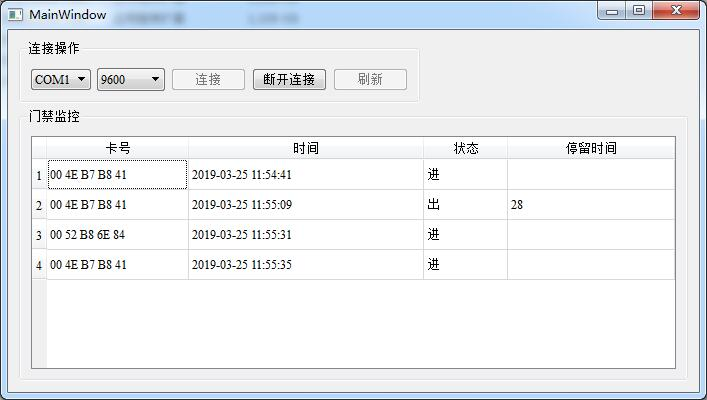 MainWindow
连接操作
COM1 9600 连接 断开连接 刷新
门禁监控
卡号 时间 状态 停留时间
1 00 4E B7 B8 41 2019-03-25 11:54:41 进
2 00 4E B7 B8 41 2019-03-25 11:55:09 出 28
3 00 52 B8 6E 84 2019-03-25 11:55:31 进
4 00 4E B7 B8 41 2019-03-25 11:55:35 进